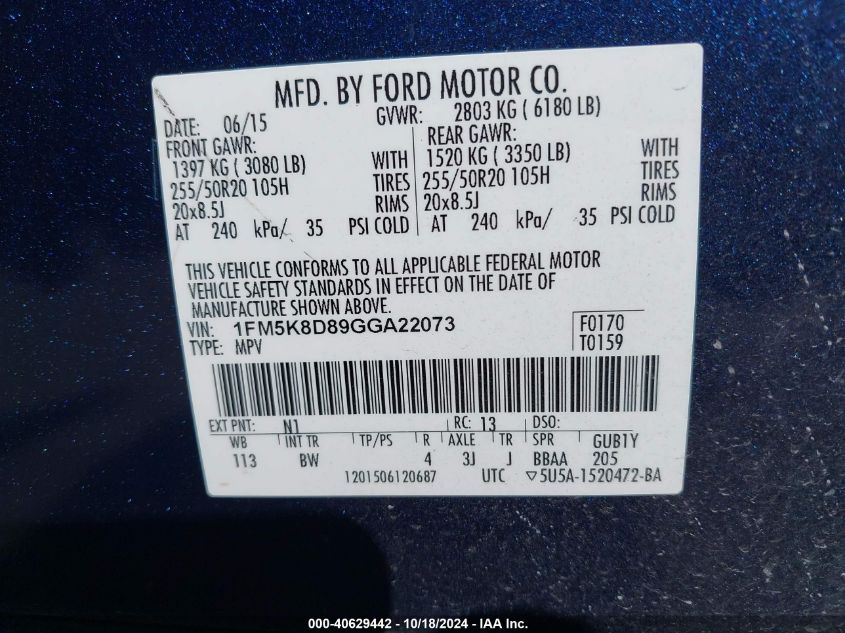 MFD. BY FORD MOTOR CO.
DATE: 06/15 GVWR: 2803 KG ( 6180 LB)
FRONT GAWR: REAR GAWR:
1397 KG ( 3080 LB) WITH 1520 KG ( 3350 LB) WITH
255/50R20 105H TIRES 255/50R20 105H TIRES
20x8.5J RIMS 20x8.5J RIMS
AT 240 kPa/ 35 PSI COLD AT 240 kPa/ 35 PSI COLD
THIS VEHICLE CONFORMS TO ALL APPLICABLE FEDERAL MOTOR
VEHICLE SAFETY STANDARDS IN EFFECT ON THE DATE OF
MANUFACTURE SHOWN ABOVE.
VIN: 1FM5K8D89GGA22073 F0170
TYPE: MPV T0159
EXT PNT: N1 RC: 13 DSO:
WB INT TR TP/PS R AXLE TR SPR GUB1Y
113 BW 4 3J J BBAA 205
1201506120687 UTC ▽5U5A-1520472-BA
000-40629442 - 10/18/2024 - IAA Inc.